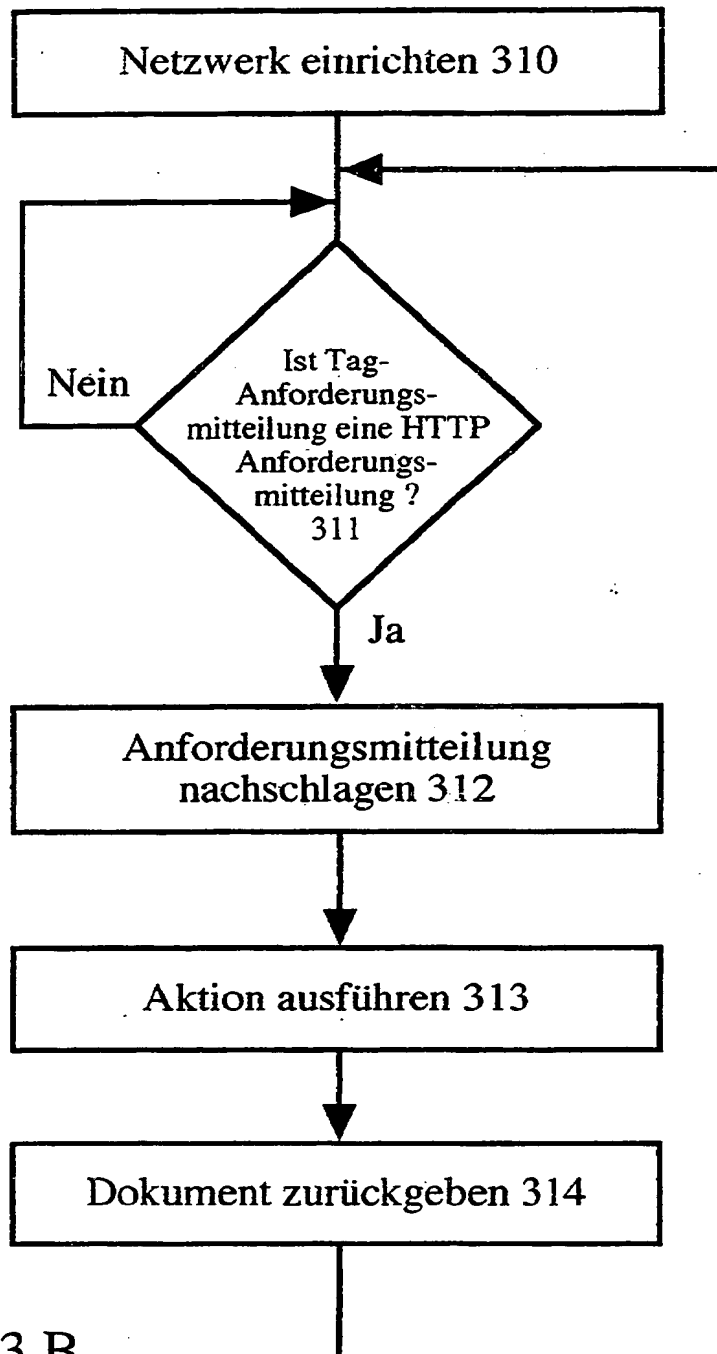 Netzwerk einrichten 310
Ist Tag-
Anforderungs-
mitteilung eine HTTP
Anforderungs-
mitteilung ?
311
Nein
Ja
Anforderungsmitteilung
nachschlagen 312
Aktion ausführen 313
Dokument zurückgeben 314
3 B